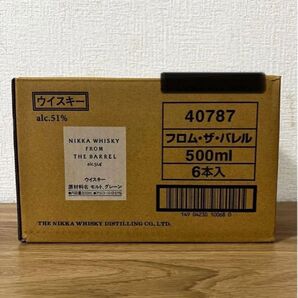 ウイスキー
alc.51%
NIKKA WHISKY
FROM
THE BARREL
alc.51%
ウイスキー
原材料名 モルト、グレーン
40787
フロム・ザ・バレル
500ml
6本入
THE NIKKA WHISKY DISTILLING CO., LTD.